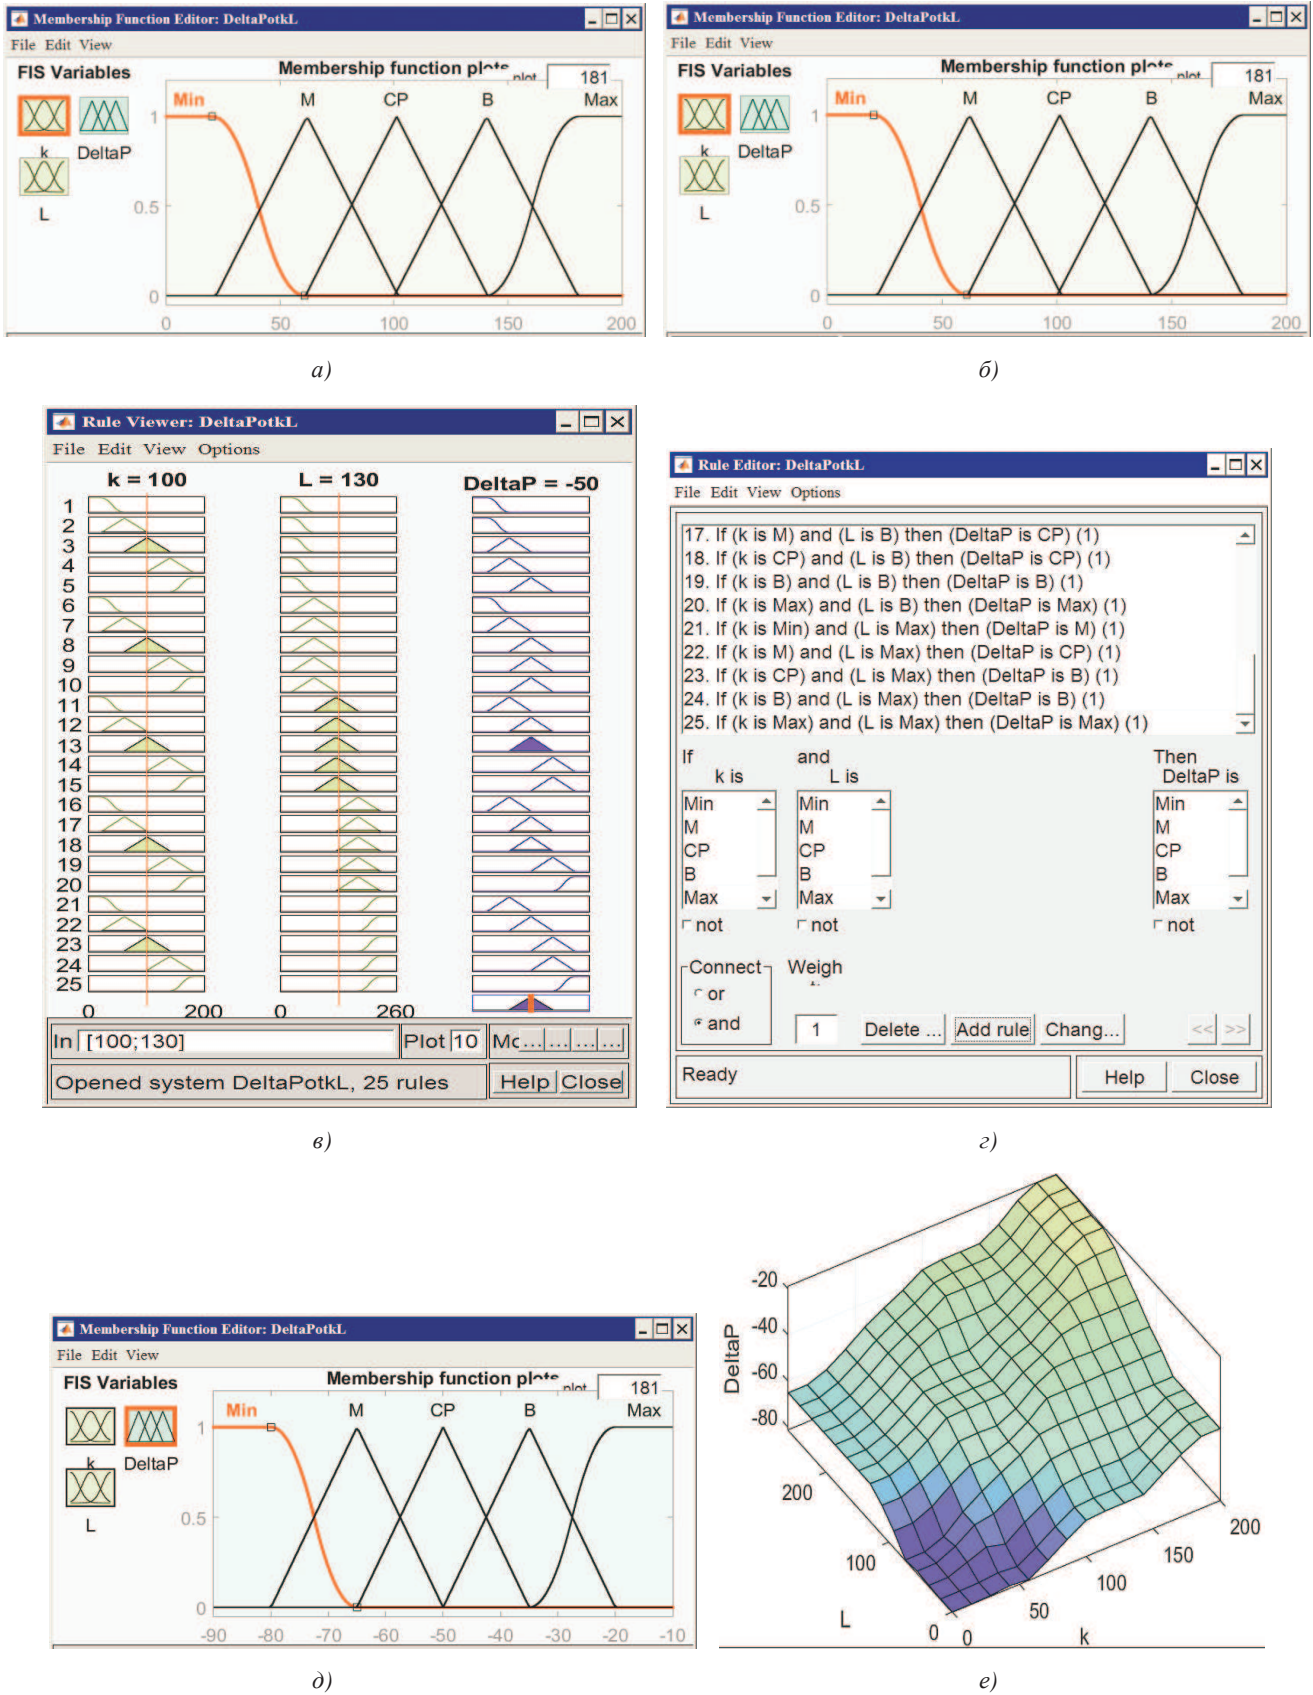 Membership Function Editor: DeltaPotkL
File Edit View
FIS Variables
Membership function plots
plot
181
Min M CP B Max
k
DeltaP
L
1
0.5
0
0 50 100 150 200
а)
Membership Function Editor: DeltaPotkL
File Edit View
FIS Variables
Membership function plots
plot
181
Min M CP B Max
k
DeltaP
L
1
0.5
0
0 50 100 150 200
б)
Rule Viewer: DeltaPotkL
File Edit View Options
k = 100 L = 130 DeltaP = -50
1
2
3
4
5
6
7
8
9
10
11
12
13
14
15
16
17
18
19
20
21
22
23
24
25
0 200 0 260
In [100;130] Plot 10 Mc ... ... ... ...
Opened system DeltaPotkL, 25 rules Help Close
в)
Rule Editor: DeltaPotkL
File Edit View Options
17. If (k is M) and (L is B) then (DeltaP is CP) (1)
18. If (k is CP) and (L is B) then (DeltaP is CP) (1)
19. If (k is B) and (L is B) then (DeltaP is B) (1)
20. If (k is Max) and (L is B) then (DeltaP is Max) (1)
21. If (k is Min) and (L is Max) then (DeltaP is M) (1)
22. If (k is M) and (L is Max) then (DeltaP is CP) (1)
23. If (k is CP) and (L is Max) then (DeltaP is B) (1)
24. If (k is B) and (L is Max) then (DeltaP is B) (1)
25. If (k is Max) and (L is Max) then (DeltaP is Max) (1)
If and Then
k is L is DeltaP is
Min Min Min
M M M
CP CP CP
B B B
Max Max Max
not not not
Connect Weigh
or
and 1 Delete ... Add rule Chang... << >>
Ready Help Close
г)
Membership Function Editor: DeltaPotkL
File Edit View
FIS Variables
Membership function plots
plot
181
Min M CP B Max
k
DeltaP
L
1
0.5
0
-90 -80 -70 -60 -50 -40 -30 -20 -10
д)
-20
-40
-60
-80
DeltaP
200
100
0
L
0
50
100
150
200
k
е)